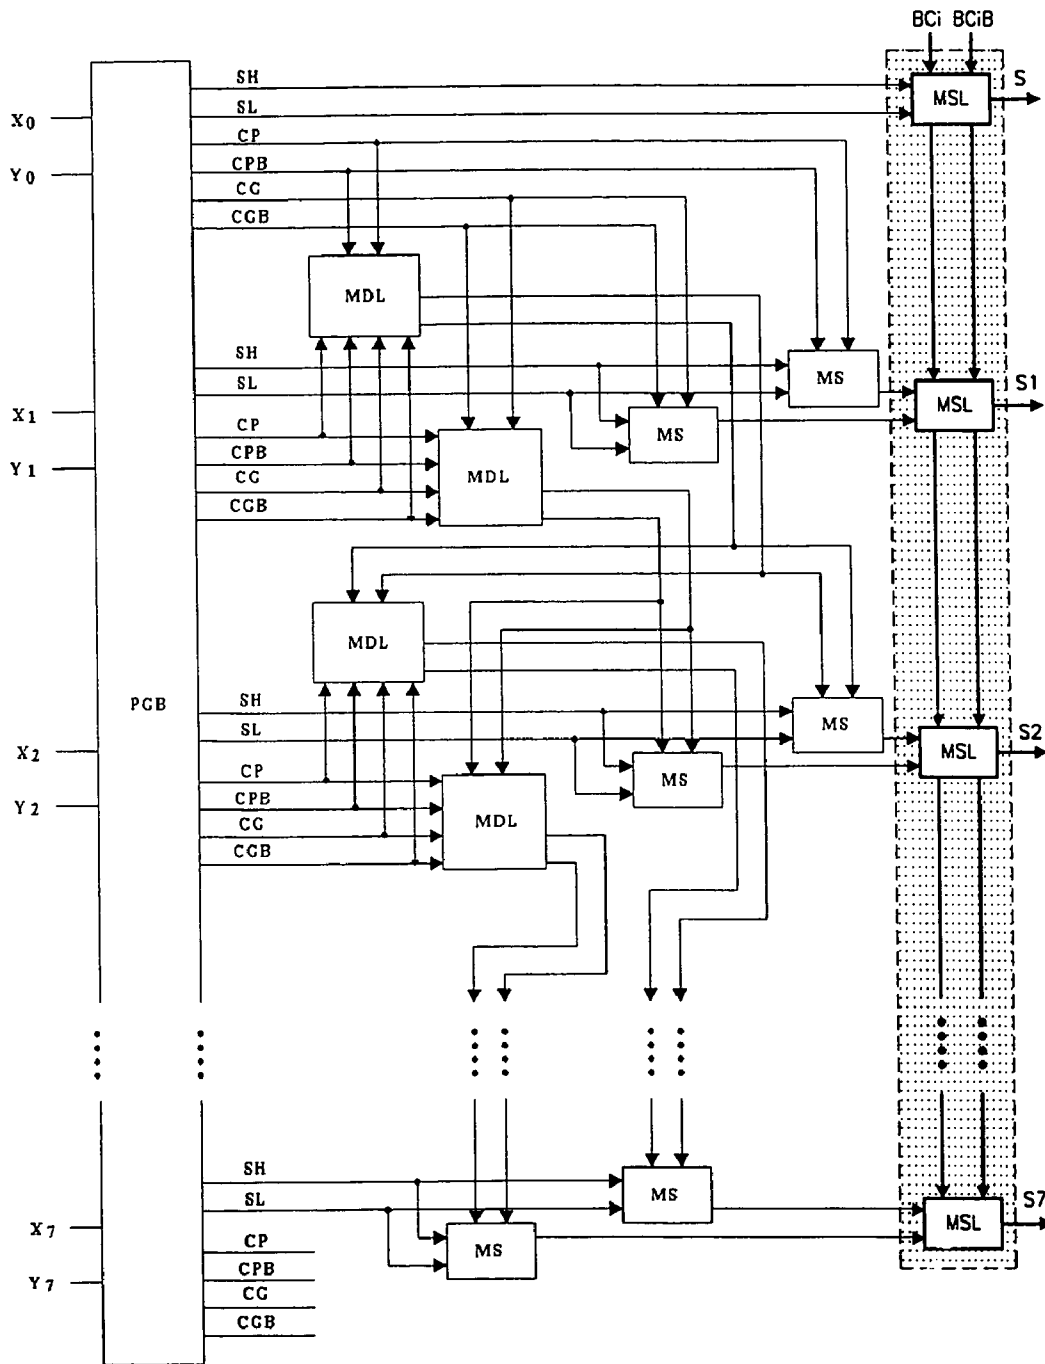 BCi BCiB
SH
MSL
S
SL
X0
CP
Y0
CPB
CG
CGB
MDL
SH
MS
SL
MSL
S1
X1
CP
MS
Y1
CPB
MDL
CG
CGB
MDL
PGB
SH
MS
SL
MSL
S2
X2
CP
MS
Y2
CPB
MDL
CG
CGB
SH
MS
SL
MSL
S7
X7
CP
MS
Y7
CPB
CG
CGB